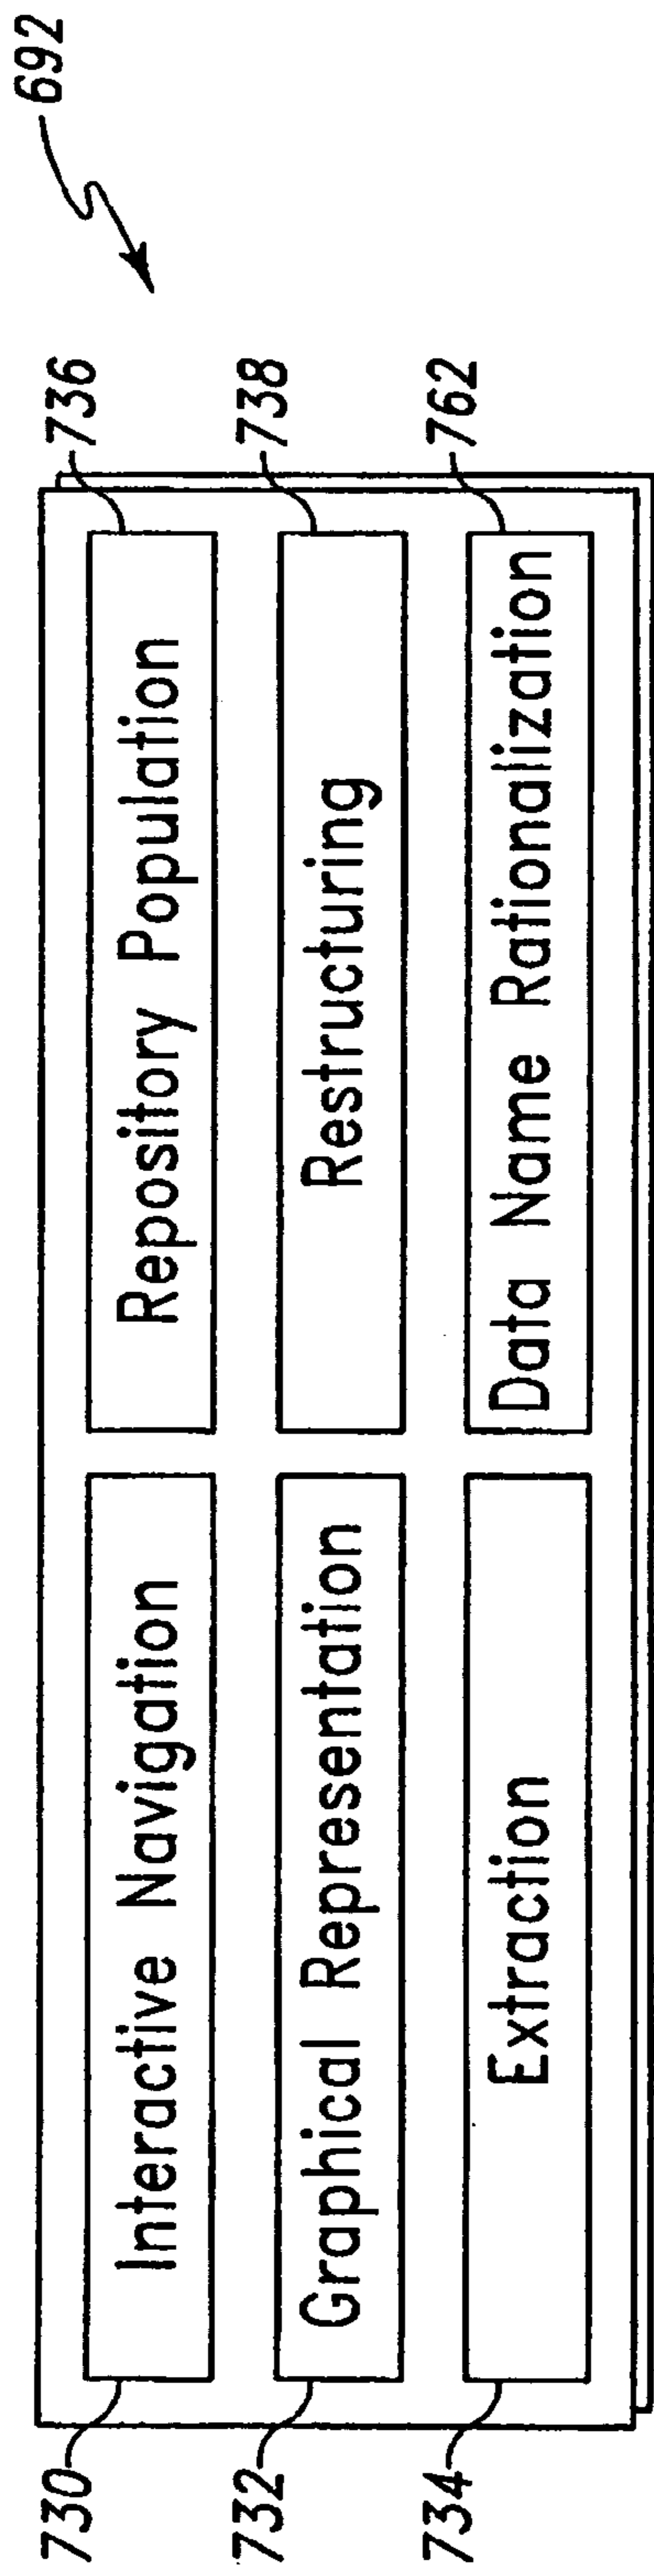 692
730
Interactive Navigation
Repository Population
736
732
Graphical Representation
Restructuring
738
734
Extraction
Data Name Rationalization
762